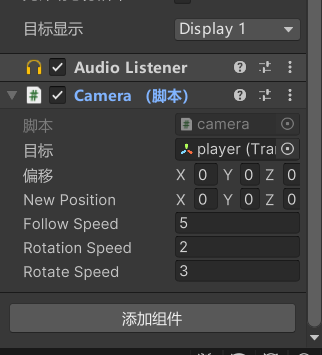 目标显示
Display 1
Audio Listener
Camera （脚本）
脚本
camera
目标
player (Tra
偏移
X 0 Y 0 Z 0
New Position
X 0 Y 0 Z 0
Follow Speed
5
Rotation Speed
2
Rotate Speed
3
添加组件